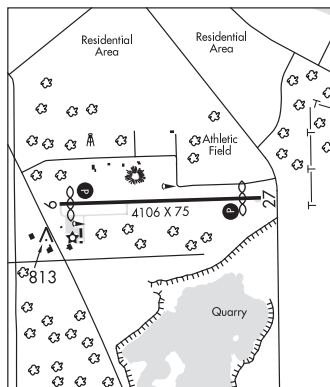 Residential
Area
Residential
Area
Athletic
Field
P
9
4106 X 75
P
27
813
Quarry
T
T
T
T